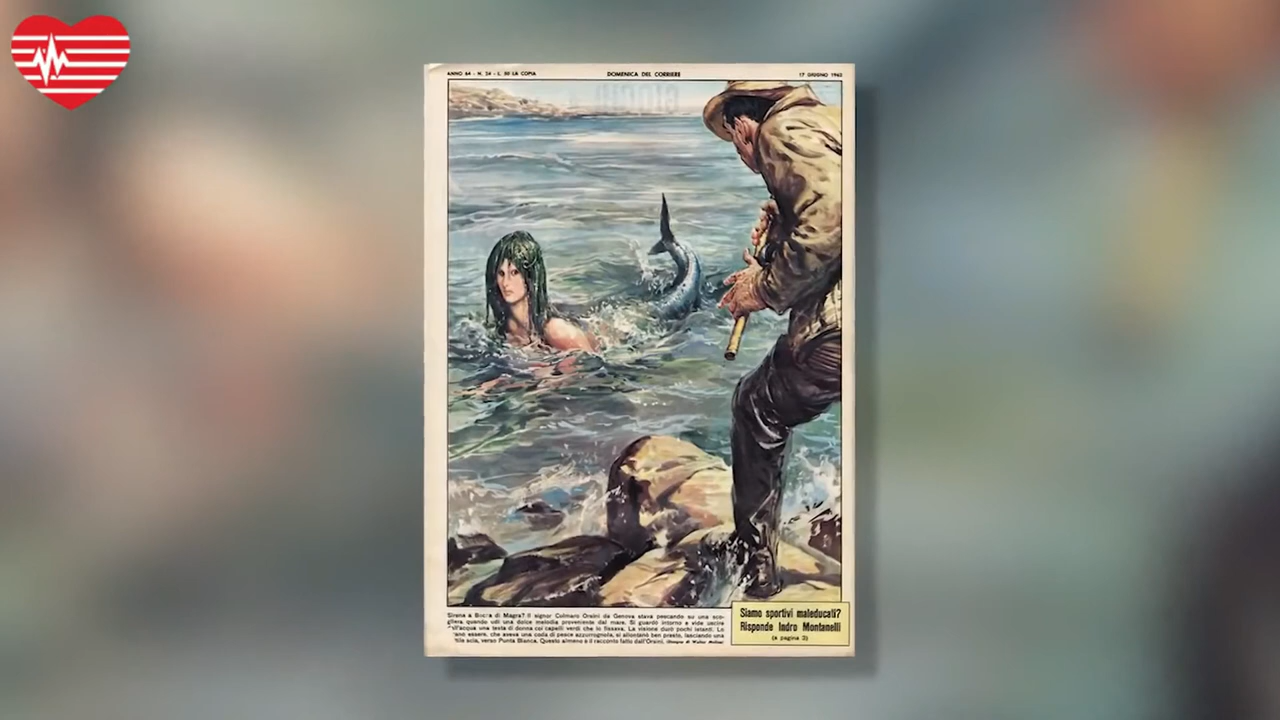 ANNO 64 - N. 24 - L. 50 LA COPIA
DOMENICA DEL CORRIERE
17 GIUGNO 1962
Sirena a Bocca di Magra? Il signor Colmaro Orsini da Genova stava pescando su una sco-
gliera, quando udì una dolce melodia proveniente dal mare. Si guardò intorno e vide uscire
dall'acqua una testa di donna coi capelli verdi che lo fissava. La visione durò pochi istanti. Lo
strano essere, che aveva una coda di pesce azzurrognola, si allontanò ben presto, lasciando una
scia, verso Punta Bianca. Questo almeno è il racconto fatto dall'Orsini. (Disegno di Walter Molino)
Siamo sportivi maleducati?
Risponde Indro Montanelli
(a pagina 3)